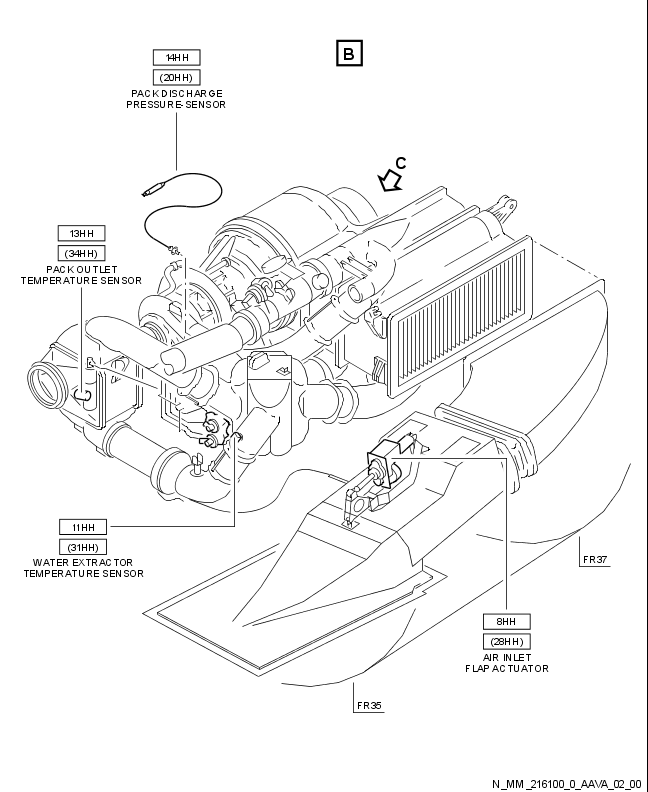 B
14HH
(20HH)
PACK DISCHARGE
PRESSURE-SENSOR
C
13HH
(34HH)
PACK OUTLET
TEMPERATURE SENSOR
11HH
(31HH)
WATER EXTRACTOR
TEMPERATURE SENSOR
FR37
8HH
(28HH)
AIR INLET
FLAP ACTUATOR
FR35
N_MM_216100_0_AAVA_02_00